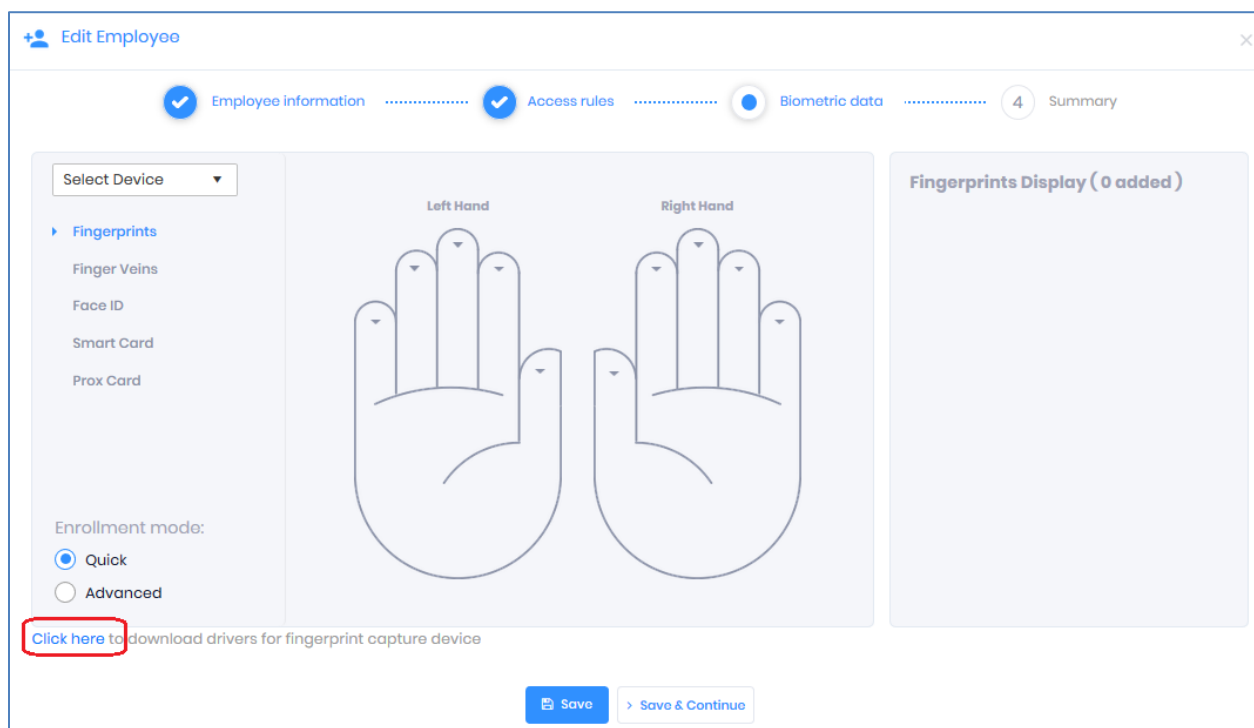 Edit Employee
Employee information
Access rules
Biometric data
4 Summary
Select Device
Fingerprints
Finger Veins
Face ID
Smart Card
Prox Card
Enrollment mode:
Quick
Advanced
Left Hand
Right Hand
Fingerprints Display ( 0 added )
Click here to download drivers for fingerprint capture device
Save
Save & Continue